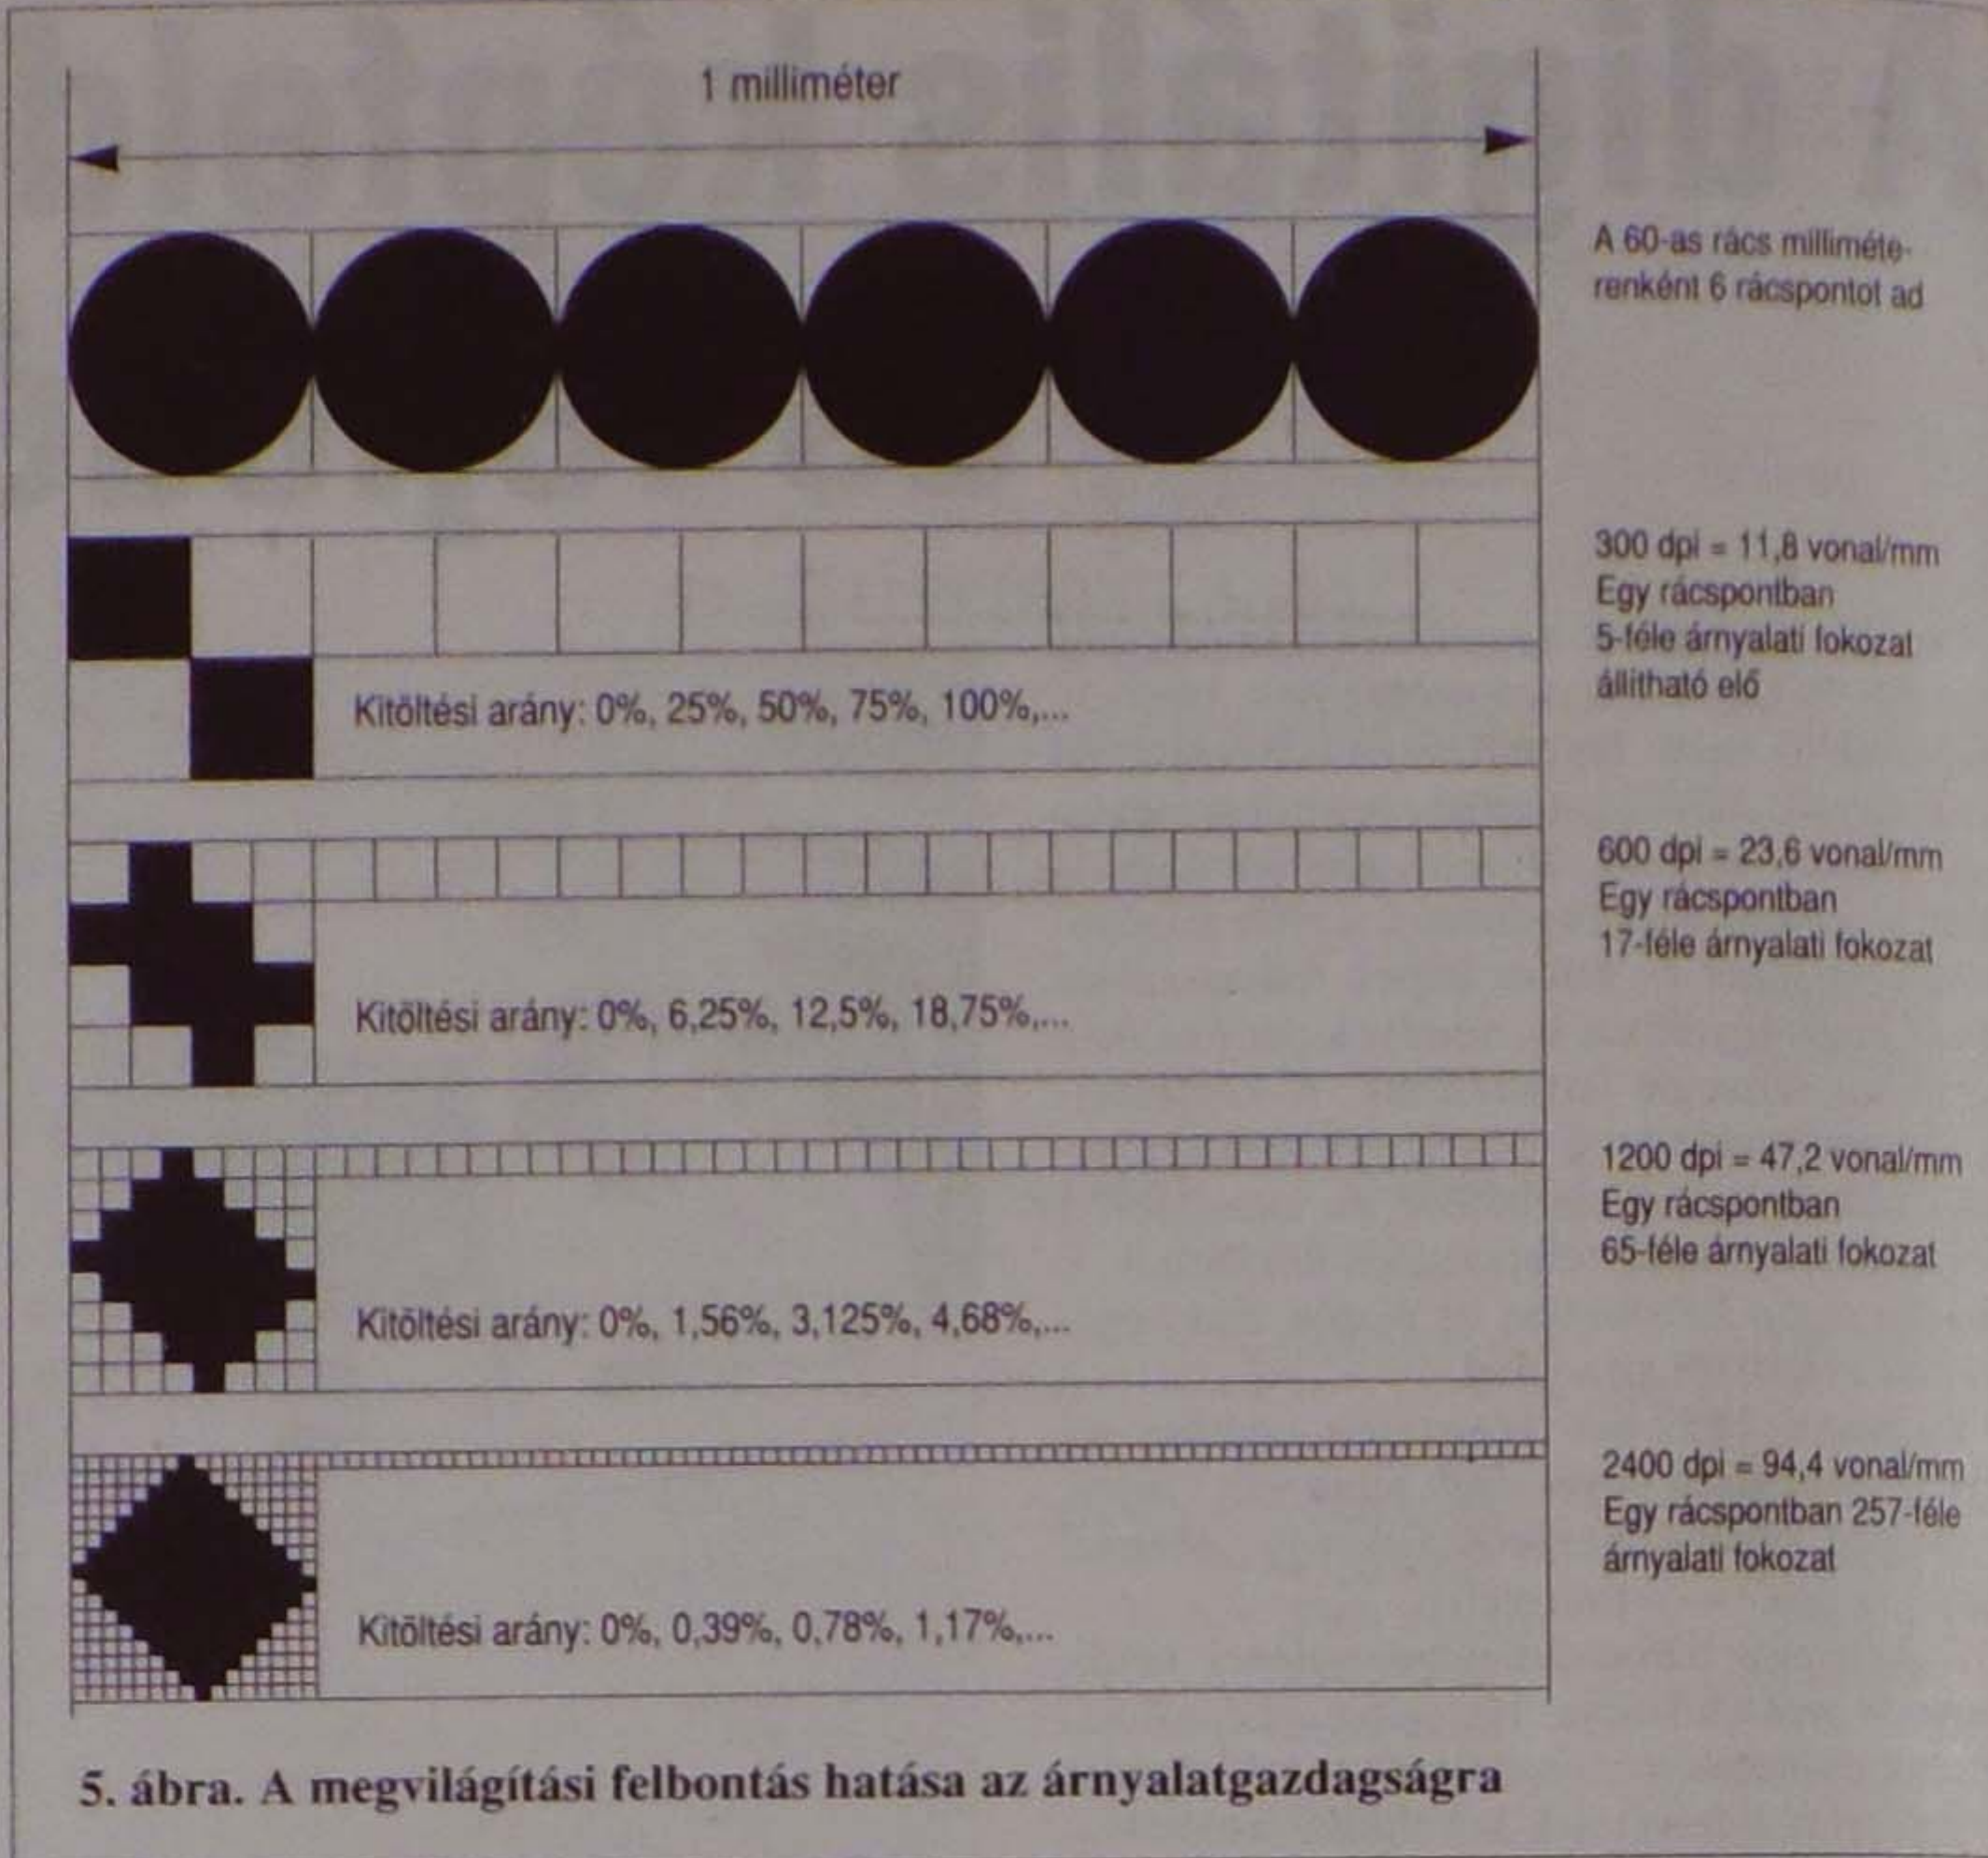 1 milliméter
A 60-as rács milliméte-
renként 6 rácspontot ad
300 dpi = 11,8 vonal/mm
Egy rácspontban
5-féle árnyalati fokozat
állítható elő
Kitöltési arány: 0%, 25%, 50%, 75%, 100%,...
600 dpi = 23,6 vonal/mm
Egy rácspontban
17-féle árnyalati fokozat
Kitöltési arány: 0%, 6,25%, 12,5%, 18,75%,...
1200 dpi = 47,2 vonal/mm
Egy rácspontban
65-féle árnyalati fokozat
Kitöltési arány: 0%, 1,56%, 3,125%, 4,68%,...
2400 dpi = 94,4 vonal/mm
Egy rácspontban 257-féle
árnyalati fokozat
Kitöltési arány: 0%, 0,39%, 0,78%, 1,17%,...
5. ábra. A megvilágítási felbontás hatása az árnyalatgazdagságra